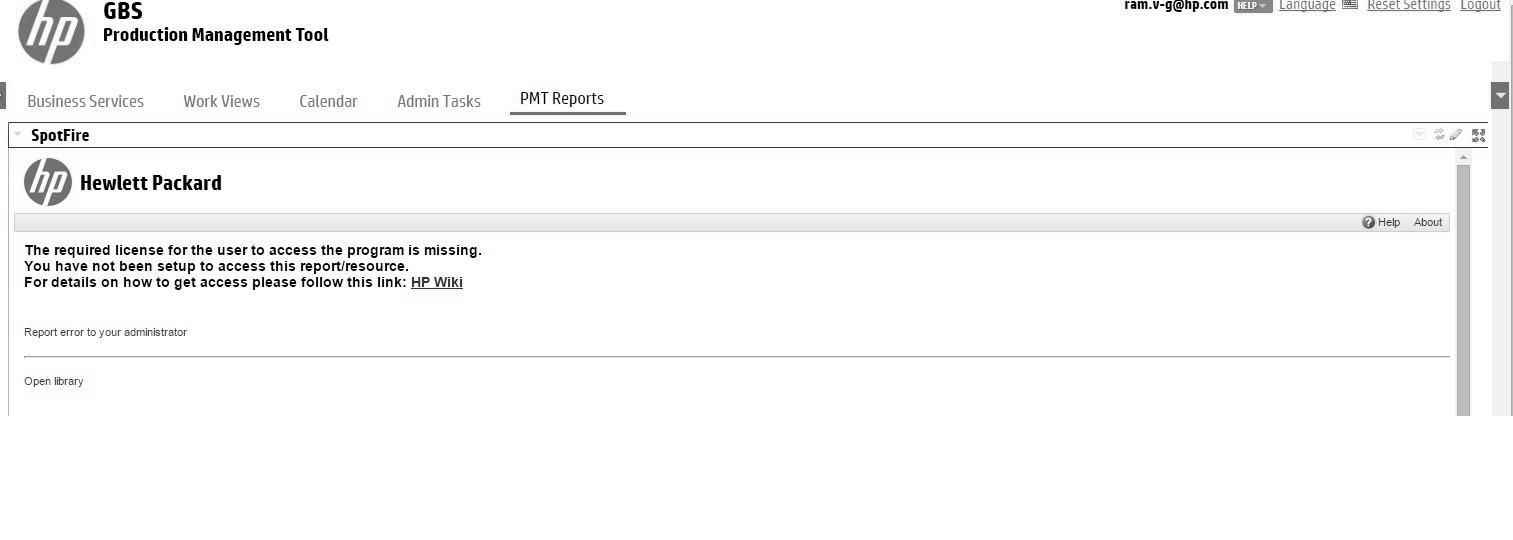 hp
GBS
Production Management Tool
ram.v-g@hp.com HELP Language Reset Settings Logout
Business Services Work Views Calendar Admin Tasks PMT Reports
SpotFire
hp
Hewlett Packard
? Help About
The required license for the user to access the program is missing.
You have not been setup to access this report/resource.
For details on how to get access please follow this link: HP Wiki
Report error to your administrator
Open library